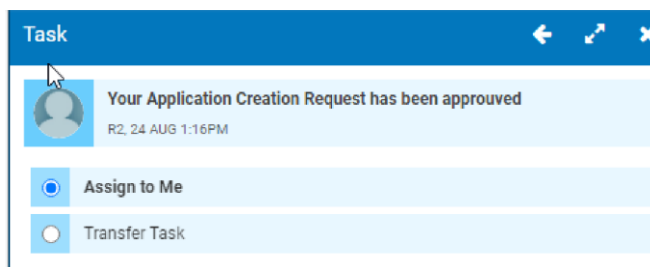 Task
Your Application Creation Request has been approuved
R2, 24 AUG 1:16PM
Assign to Me
Transfer Task